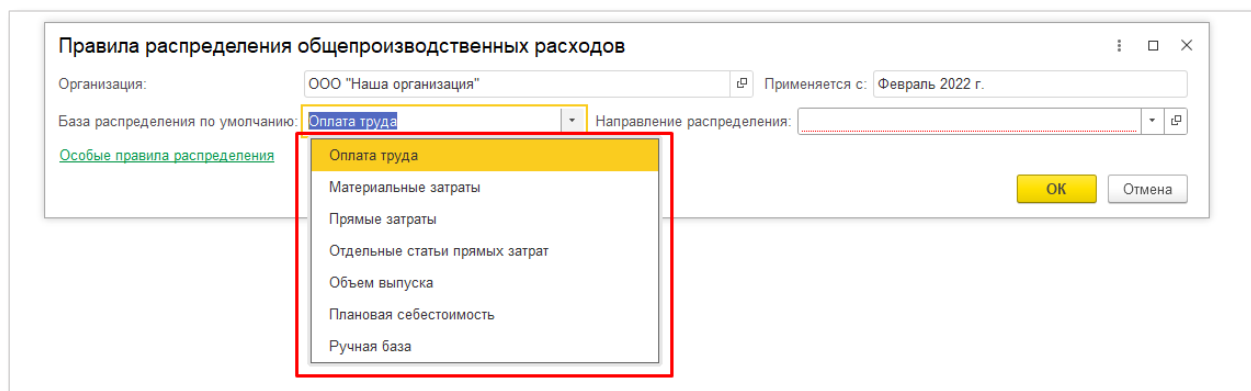 Правила распределения общепроизводственных расходов
Организация: ООО "Наша организация" Применяется с: Февраль 2022 г.
База распределения по умолчанию: Оплата труда Направление распределения:
Особые правила распределения
Оплата труда
Материальные затраты
ОК Отмена
Прямые затраты
Отдельные статьи прямых затрат
Объем выпуска
Плановая себестоимость
Ручная база